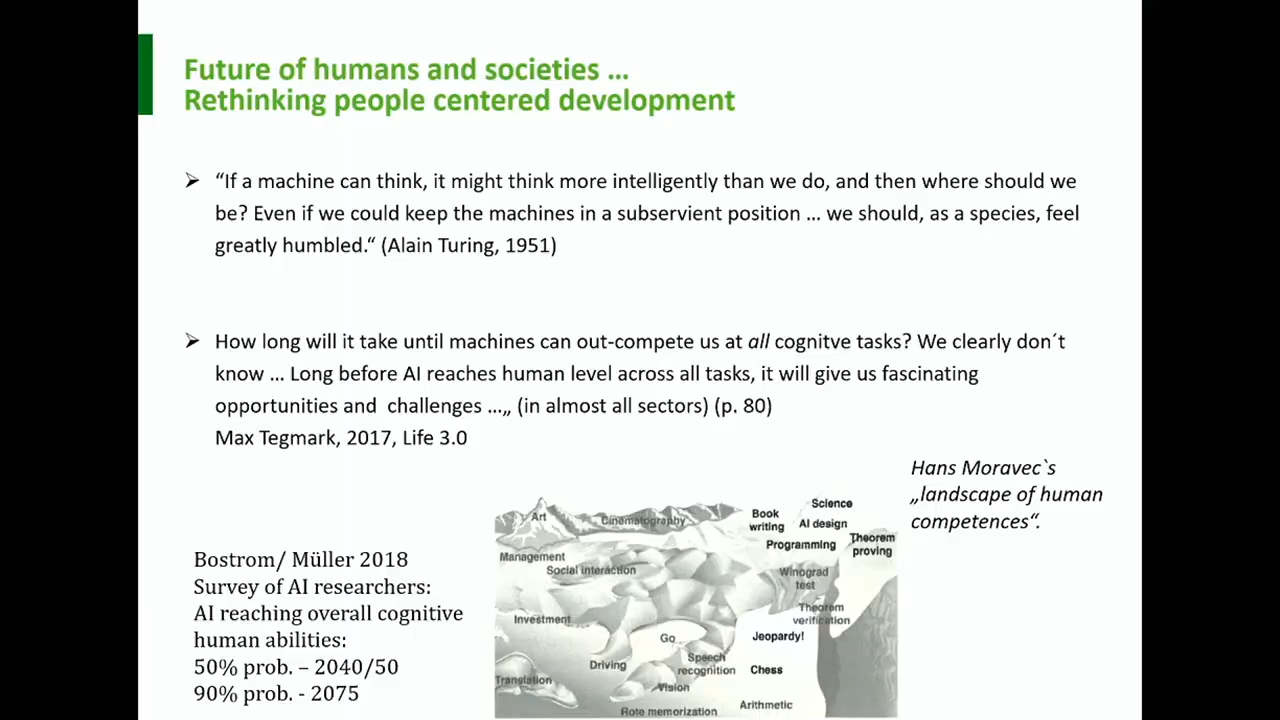 Future of humans and societies ...
Rethinking people centered development
“If a machine can think, it might think more intelligently than we do, and then where should we
be? Even if we could keep the machines in a subservient position ... we should, as a species, feel
greatly humbled.“ (Alain Turing, 1951)
How long will it take until machines can out-compete us at all cognitve tasks? We clearly don´t
know ... Long before AI reaches human level across all tasks, it will give us fascinating
opportunities and challenges ...„ (in almost all sectors) (p. 80)
Max Tegmark, 2017, Life 3.0
Hans Moravec`s
„landscape of human
competences“.
Bostrom/ Müller 2018
Survey of AI researchers:
AI reaching overall cognitive
human abilities:
50% prob. – 2040/50
90% prob. - 2075
Art
Cinematography
Book
writing
Science
AI design
Programming
Theorem
proving
Management
Social interaction
Winograd
test
Theorem
verification
Investment
Go
Jeopardy!
Driving
Speech
recognition
Chess
Translation
Vision
Arithmetic
Rote memorization